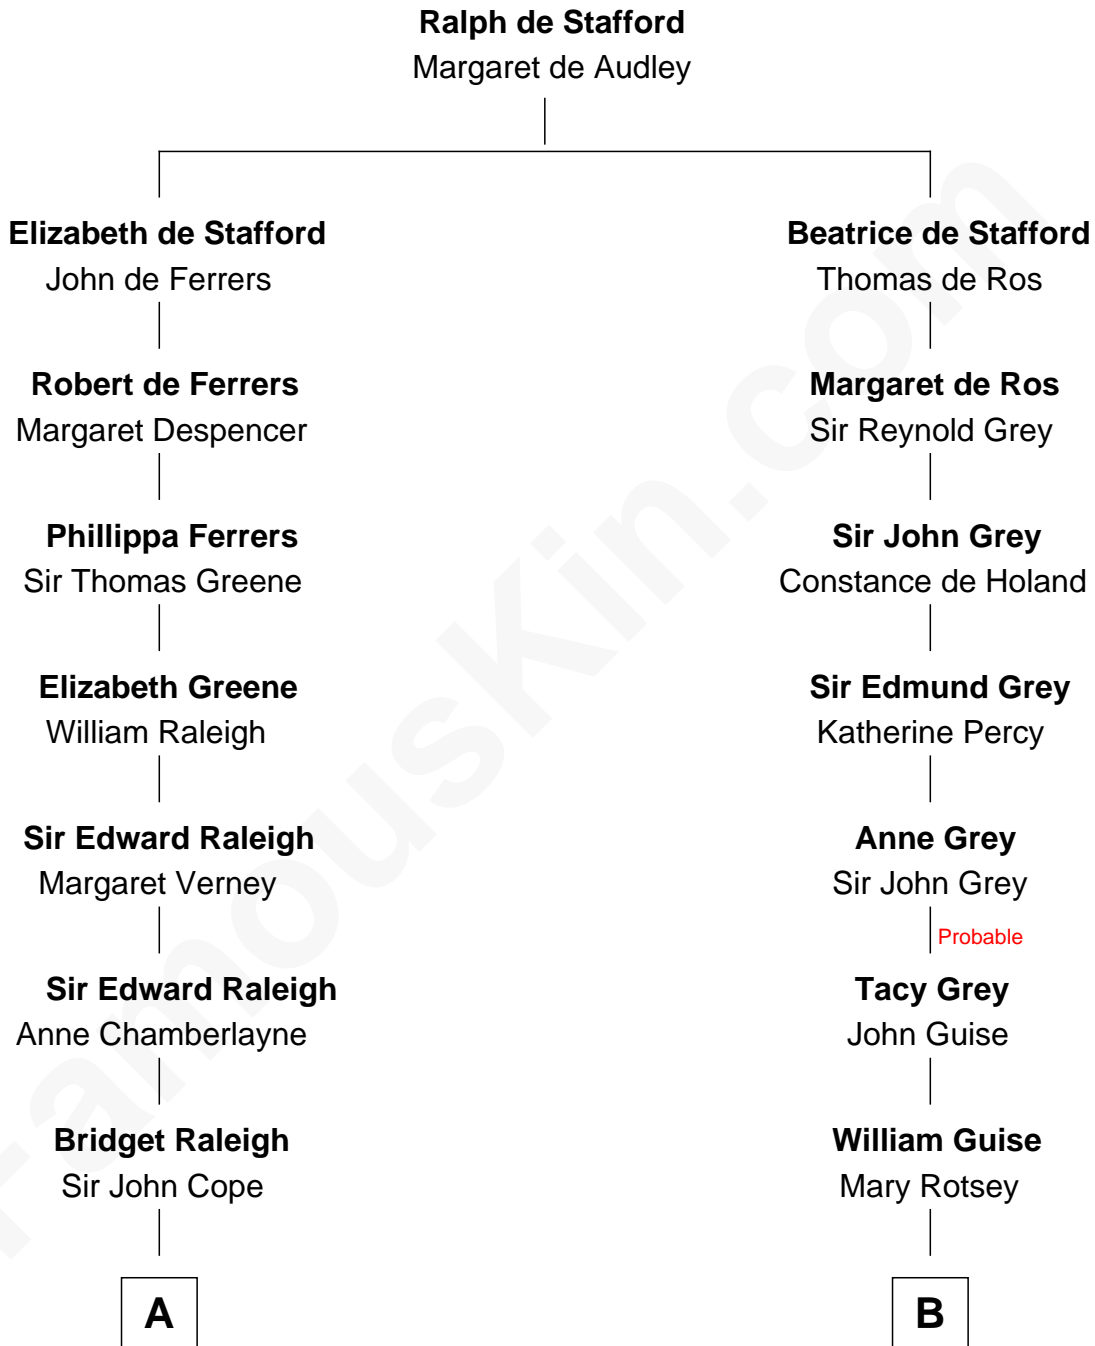 Ralph de Stafford
Margaret de Audley
Elizabeth de Stafford
John de Ferrers
Beatrice de Stafford
Thomas de Ros
Robert de Ferrers
Margaret Despencer
Margaret de Ros
Sir Reynold Grey
Phillippa Ferrers
Sir Thomas Greene
Sir John Grey
Constance de Holand
Elizabeth Greene
William Raleigh
Sir Edmund Grey
Katherine Percy
Sir Edward Raleigh
Margaret Verney
Anne Grey
Sir John Grey
Probable
Sir Edward Raleigh
Anne Chamberlayne
Tacy Grey
John Guise
Bridget Raleigh
Sir John Cope
William Guise
Mary Rotsey
A
B
FamousKin.com